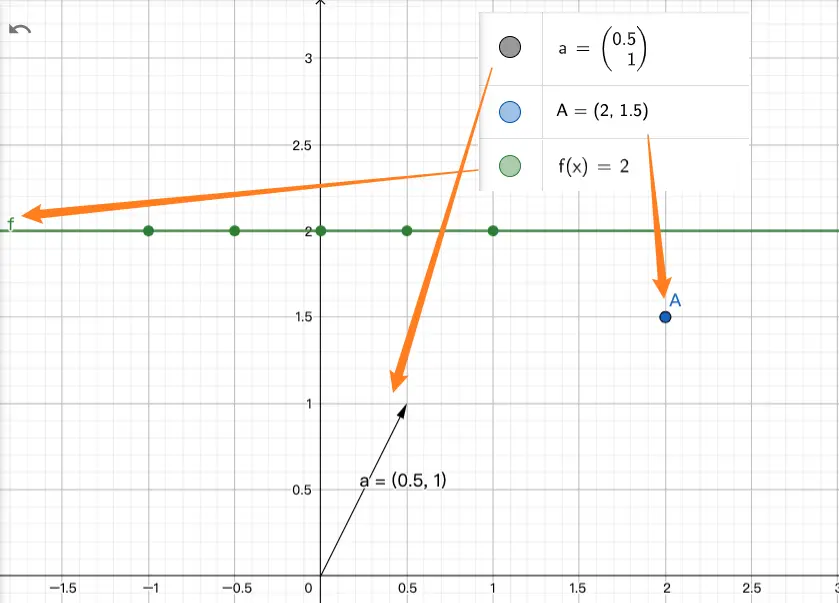 3
a = (0.5
1)
A = (2, 1.5)
2.5
f(x) = 2
f
2
A
1.5
1
a = (0.5, 1)
0.5
−1.5 −1 −0.5 0 0.5 1 1.5 2 2.5 3